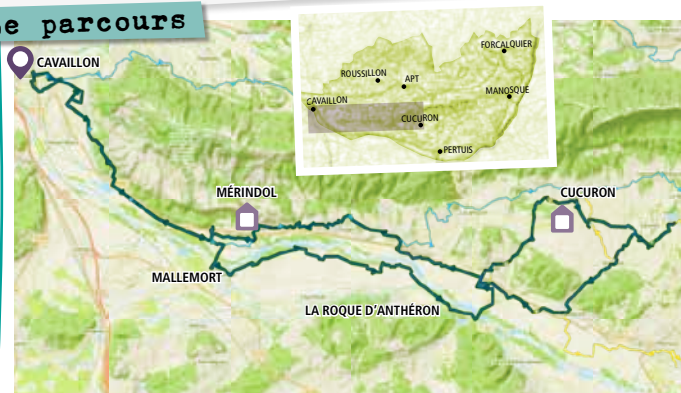 e parcours
CAVAILLON
FORCALQUIER
ROUSSILLON
APT
MANOSQUE
CAVAILLON
CUCURON
PERTUIS
MÉRINDOL
CUCURON
MALLEMORT
LA ROQUE D'ANTHÉRON